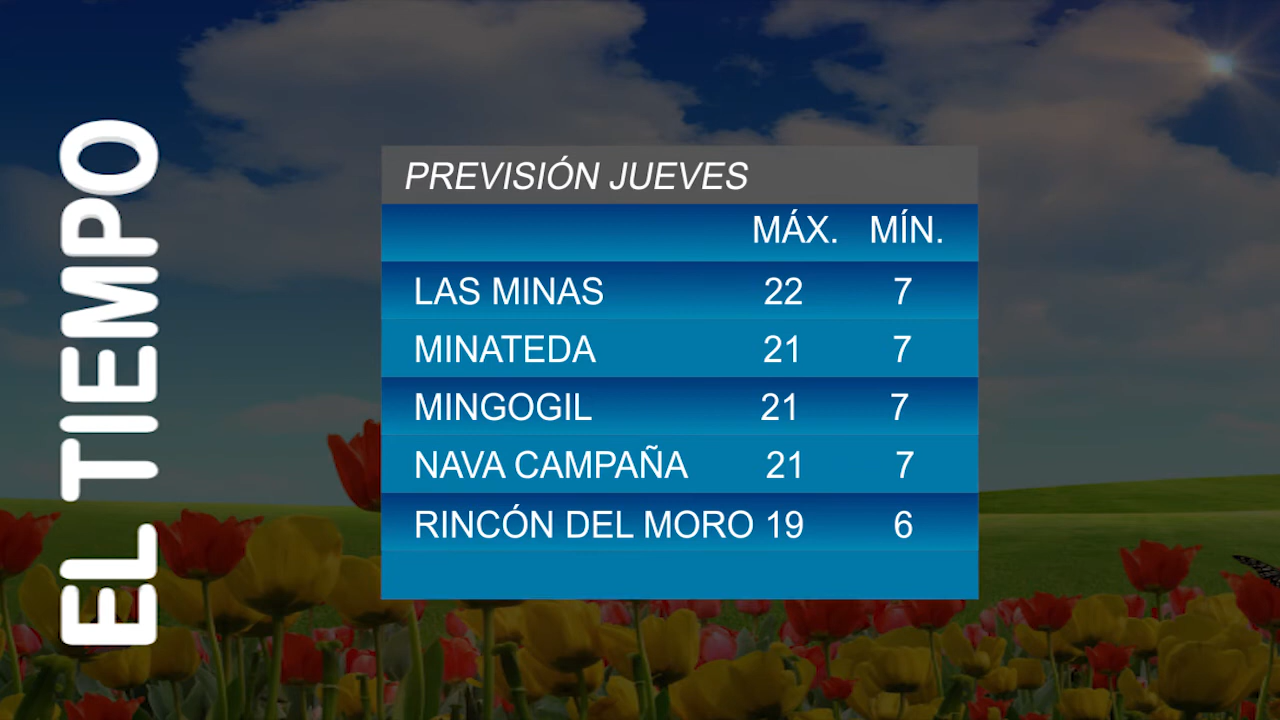 EL TIEMPO
PREVISIÓN JUEVES
MÁX. MÍN.
LAS MINAS 22 7
MINATEDA 21 7
MINGOGIL 21 7
NAVA CAMPAÑA 21 7
RINCÓN DEL MORO 19 6